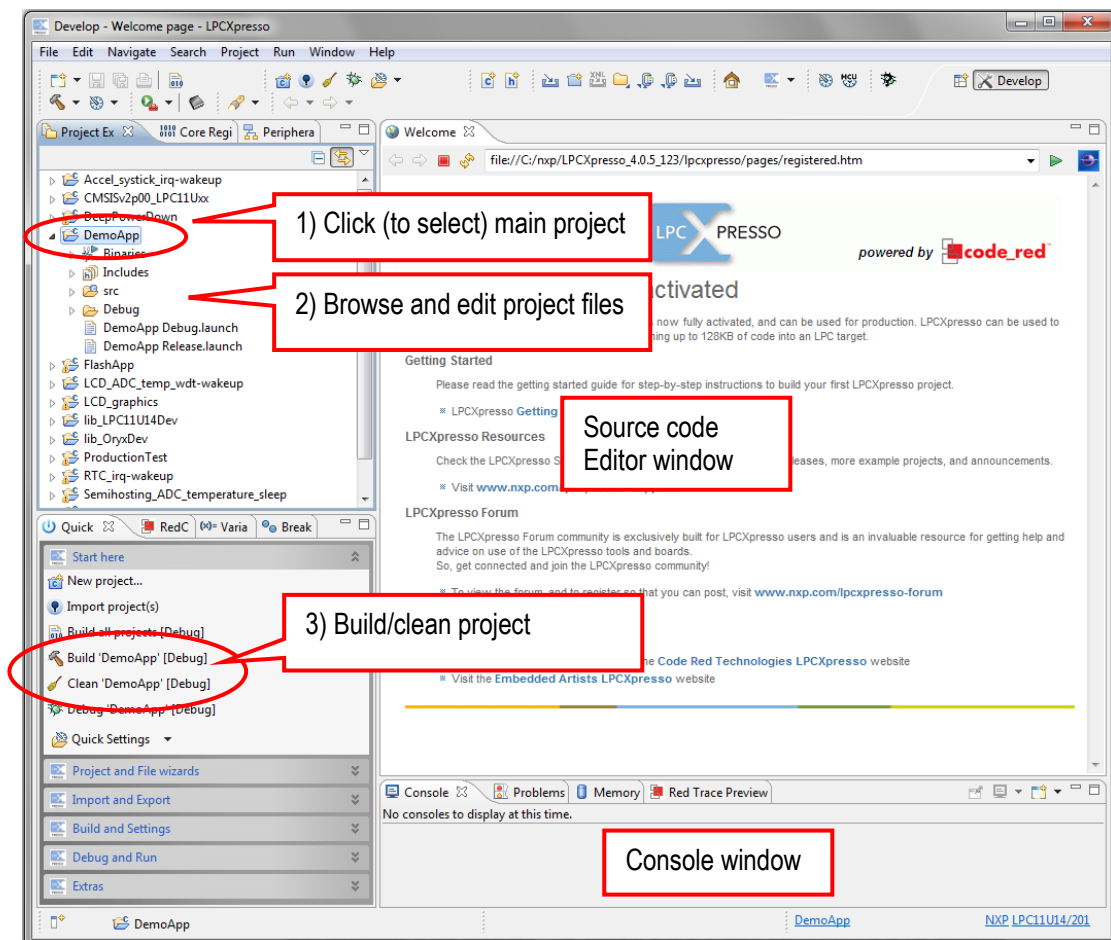 Develop - Welcome page - LPCXpresso
File Edit Navigate Search Project Run Window Help
Develop
Project Ex
Core Regi
Periphera
Welcome
file://C:/nxp/LPCXpresso_4.0.5_123/lpcxpresso/pages/registered.htm
Accel_systick_irq-wakeup
CMSISv2p00_LPC11Uxx
DeepPowerDown
DemoApp
Binaries
Includes
src
Debug
DemoApp Debug.launch
DemoApp Release.launch
FlashApp
LCD_ADC_temp_wdt-wakeup
LCD_graphics
lib_LPC11U14Dev
lib_OryxDev
ProductionTest
RTC_irq-wakeup
Semihosting_ADC_temperature_sleep
1) Click (to select) main project
2) Browse and edit project files
LPC XPRESSO
powered by code_red
ctivated
now fully activated, and can be used for production. LPCXpresso can be used to
ing up to 128KB of code into an LPC target.
Getting Started
Please read the getting started guide for step-by-step instructions to build your first LPCXpresso project.
LPCXpresso Getting
Source code
Editor window
LPCXpresso Resources
Check the LPCXpresso S
eases, more example projects, and announcements.
Visit www.nxp.com
LPCXpresso Forum
The LPCXpresso Forum community is exclusively built for LPCXpresso users and is an invaluable resource for getting help and
advice on use of the LPCXpresso tools and boards.
So, get connected and join the LPCXpresso community!
To view the forum, and to register so that you can post, visit www.nxp.com/lpcxpresso-forum
e Code Red Technologies LPCXpresso website
Visit the Embedded Artists LPCXpresso website
Quick
RedC
(x)= Varia
Break
Start here
New project...
Import project(s)
Build all projects [Debug]
Build 'DemoApp' [Debug]
Clean 'DemoApp' [Debug]
Debug 'DemoApp' [Debug]
Quick Settings
3) Build/clean project
Project and File wizards
Import and Export
Build and Settings
Debug and Run
Extras
Console
Problems
Memory
Red Trace Preview
No consoles to display at this time.
Console window
DemoApp
DemoApp
NXP LPC11U14/201